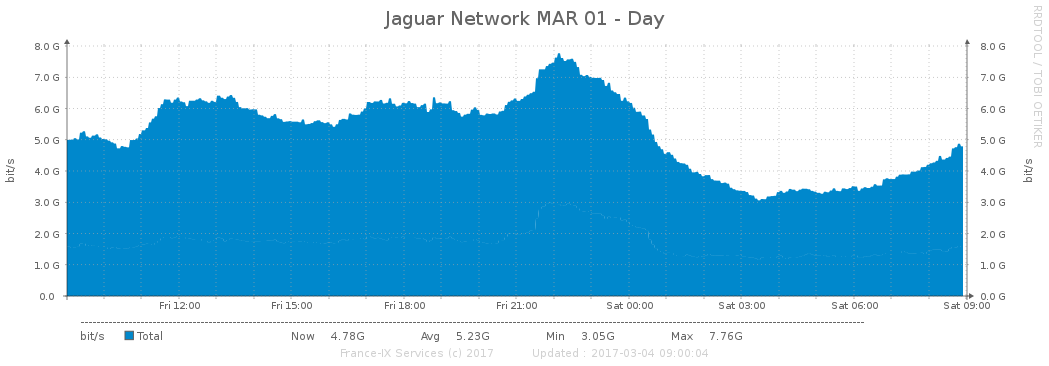 Jaguar Network MAR 01 - Day
RRDTOOL / TOBI OETIKER
bit/s
8.0 G
7.0 G
6.0 G
5.0 G
4.0 G
3.0 G
2.0 G
1.0 G
0.0
8.0 G
7.0 G
6.0 G
5.0 G
4.0 G
3.0 G
2.0 G
1.0 G
0.0 G
bit/s
Fri 12:00 Fri 15:00 Fri 18:00 Fri 21:00 Sat 00:00 Sat 03:00 Sat 06:00 Sat 09:00
bit/s Total Now 4.78G Avg 5.23G Min 3.05G Max 7.76G
France-IX Services (c) 2017 Updated : 2017-03-04 09:00:04